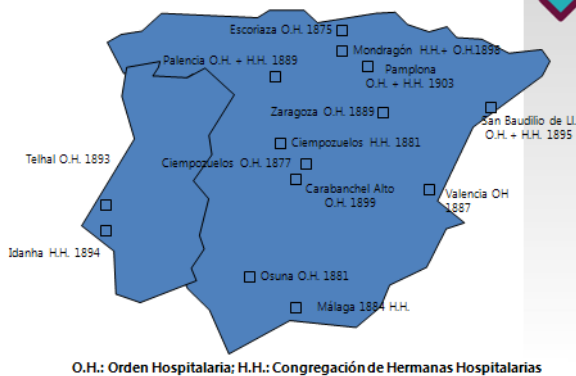 Escoriaza O.H. 1875
Mondragón H.H.+ O.H.1898
Palencia O.H. + H.H. 1889
Pamplona
O.H. + H.H. 1903
Zaragoza O.H. 1889
San Baudilio de Ll.
O.H. + H.H. 1895
Ciempozuelos H.H. 1881
Telhal O.H. 1893
Ciempozuelos O.H. 1877
Carabanchel Alto
O.H. 1899
Valencia OH
1887
Idanha H.H. 1894
Osuna O.H. 1881
Málaga 1884 H.H.
O.H.: Orden Hospitalaria; H.H.: Congregación de Hermanas Hospitalarias